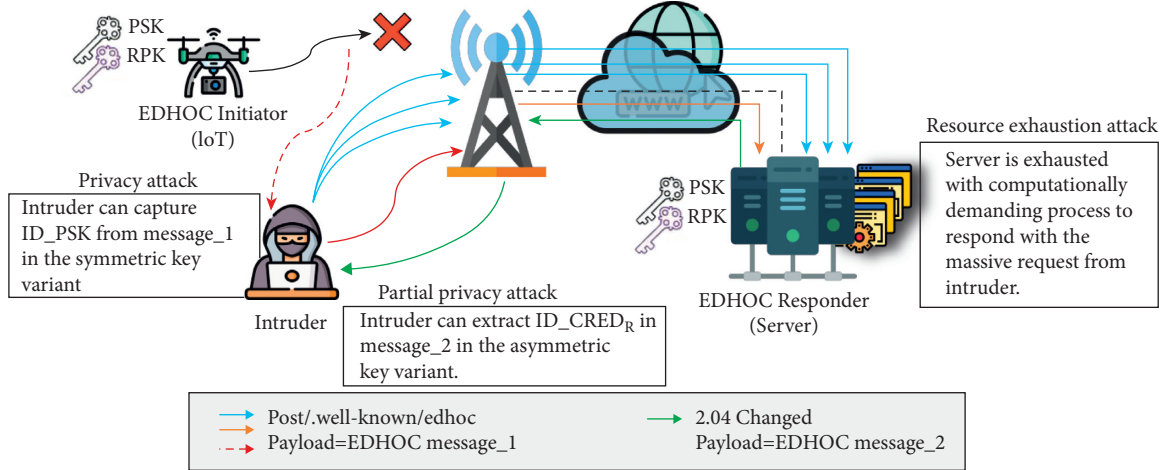 PSK
RPK
EDHOC Initiator
(IoT)
Privacy attack
Intruder can capture
ID_PSK from message_1
in the symmetric key
variant
Intruder
Partial privacy attack
Intruder can extract ID_CRED_R in
message_2 in the asymmetric
key variant.
WWW
PSK
RPK
EDHOC Responder
(Server)
Resource exhaustion attack
Server is exhausted
with computationally
demanding process to
respond with the
massive request from
intruder.
Post/.well-known/edhoc
Payload=EDHOC message_1
2.04 Changed
Payload=EDHOC message_2